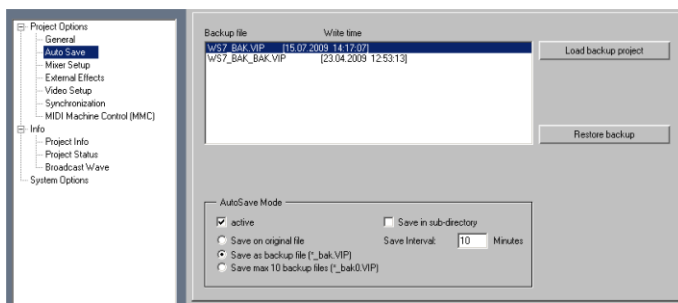 Project Options
General
Auto Save
Mixer Setup
External Effects
Video Setup
Synchronization
MIDI Machine Control (MMC)
Info
Project Info
Project Status
Broadcast Wave
System Options
Backup file Write time
WS7_BAK.VIP [15.07.2009 14:17:07]
WS7_BAK_BAK.VIP [23.04.2009 12:53:13]
Load backup project
Restore backup
AutoSave Mode
active Save in sub-directory
Save on original file Save Interval: 10 Minutes
Save as backup file (*_bak.VIP)
Save max 10 backup files (*_bak0.VIP)